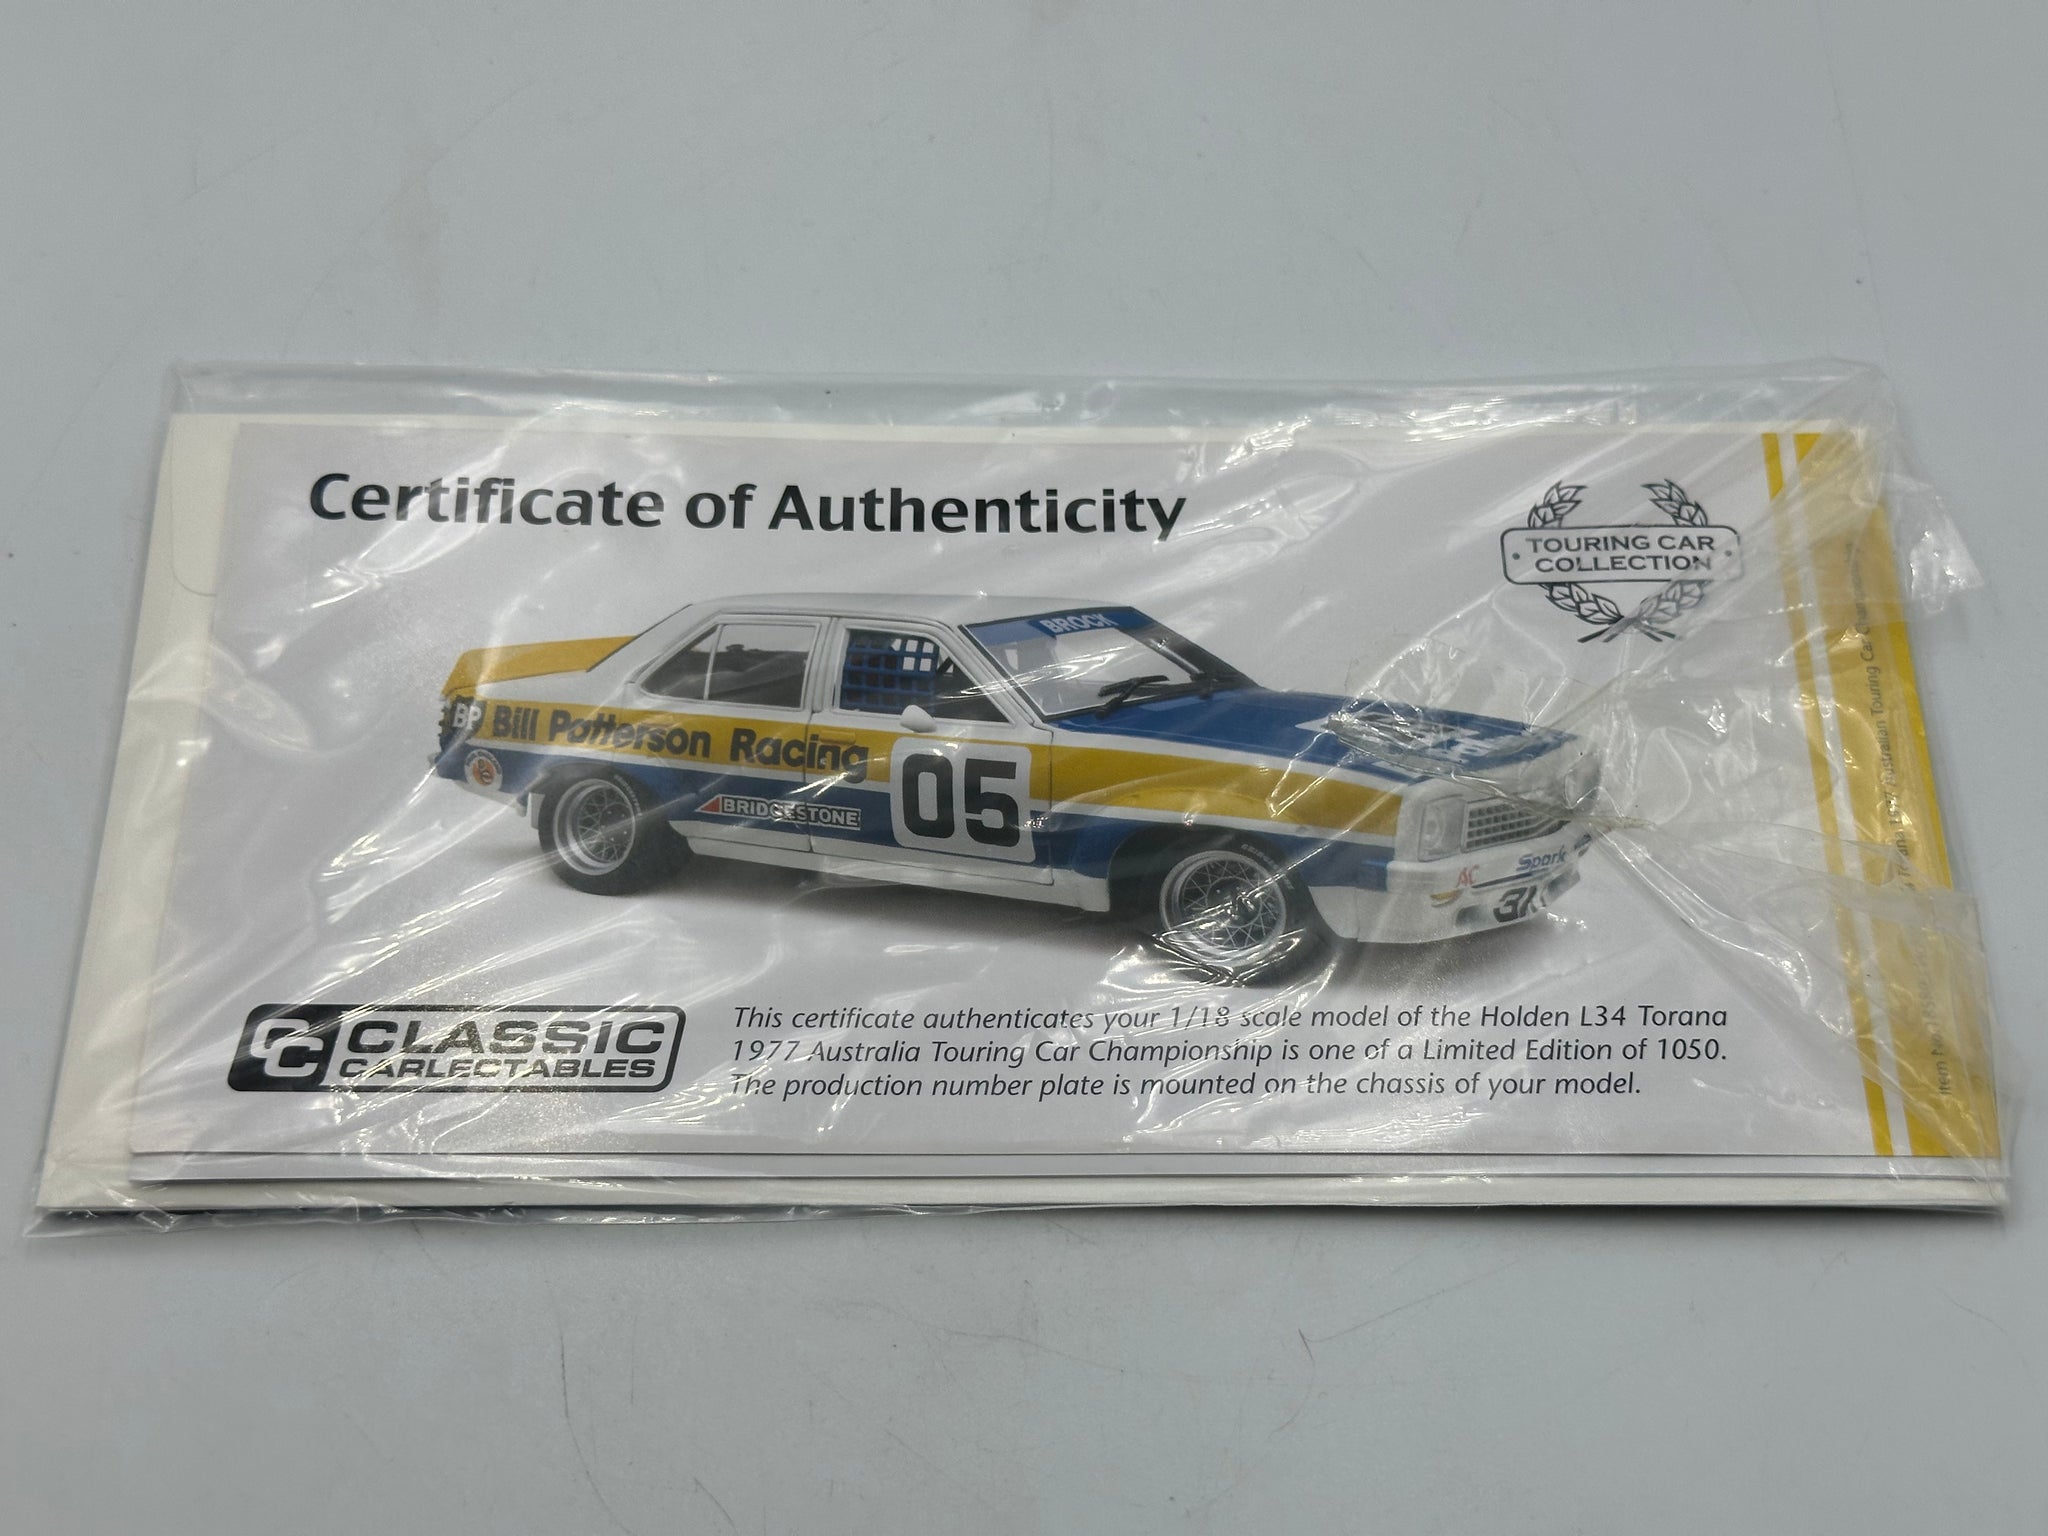 Certificate of Authenticity
TOURING CAR
COLLECTION
BROCK
BP Bill Patterson Racing
05
BRIDGESTONE
AC Spark
CC CLASSIC
CARLECTABLES
This certificate authenticates your 1/18 scale model of the Holden L34 Torana
1977 Australia Touring Car Championship is one of a Limited Edition of 1050.
The production number plate is mounted on the chassis of your model.
Item No.